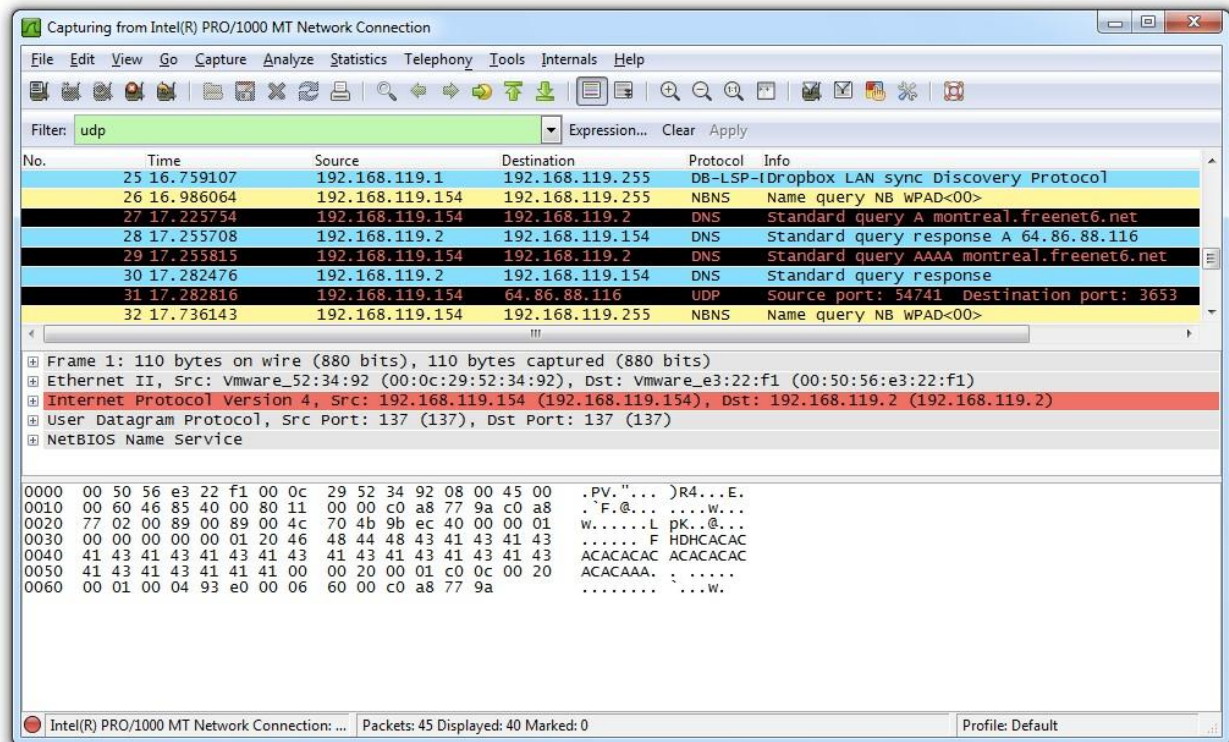 Capturing from Intel(R) PRO/1000 MT Network Connection
File Edit View Go Capture Analyze Statistics Telephony Tools Internals Help
Filter: udp Expression... Clear Apply
No. Time Source Destination Protocol Info
25 16.759107 192.168.119.1 192.168.119.255 DB-LSP-[Dropbox LAN sync Discovery Protocol
26 16.986064 192.168.119.154 192.168.119.255 NBNS Name query NB WPAD<00>
27 17.225754 192.168.119.154 192.168.119.2 DNS Standard query A montreal.freenet6.net
28 17.255708 192.168.119.2 192.168.119.154 DNS Standard query response A 64.86.88.116
29 17.255815 192.168.119.154 192.168.119.2 DNS Standard query AAAA montreal.freenet6.net
30 17.282476 192.168.119.2 192.168.119.154 DNS Standard query response
31 17.282816 192.168.119.154 64.86.88.116 UDP Source port: 54741 Destination port: 3653
32 17.736143 192.168.119.154 192.168.119.255 NBNS Name query NB WPAD<00>
Frame 1: 110 bytes on wire (880 bits), 110 bytes captured (880 bits)
Ethernet II, Src: Vmware_52:34:92 (00:0c:29:52:34:92), Dst: Vmware_e3:22:f1 (00:50:56:e3:22:f1)
Internet Protocol Version 4, Src: 192.168.119.154 (192.168.119.154), Dst: 192.168.119.2 (192.168.119.2)
User Datagram Protocol, Src Port: 137 (137), Dst Port: 137 (137)
NetBIOS Name Service
0000 00 50 56 e3 22 f1 00 0c 29 52 34 92 08 00 45 00 .PV."... )R4...E.
0010 00 60 46 85 40 00 80 11 00 00 c0 a8 77 9a c0 a8 .`F.@... ....w...
0020 77 02 00 89 00 89 00 4c 70 4b 9b ec 40 00 00 01 w......L pK..@...
0030 00 00 00 00 00 01 20 46 48 44 48 43 41 43 41 43 ...... F HDHCACAC
0040 41 43 41 43 41 43 41 43 41 43 41 43 41 43 41 43 ACACACAC ACACACAC
0050 41 43 41 43 41 41 41 00 00 20 00 01 c0 0c 00 20 ACACAAA. . .....
0060 00 01 00 04 93 e0 00 06 60 00 c0 a8 77 9a ........ `...w.
Intel(R) PRO/1000 MT Network Connection: ... Packets: 45 Displayed: 40 Marked: 0 Profile: Default